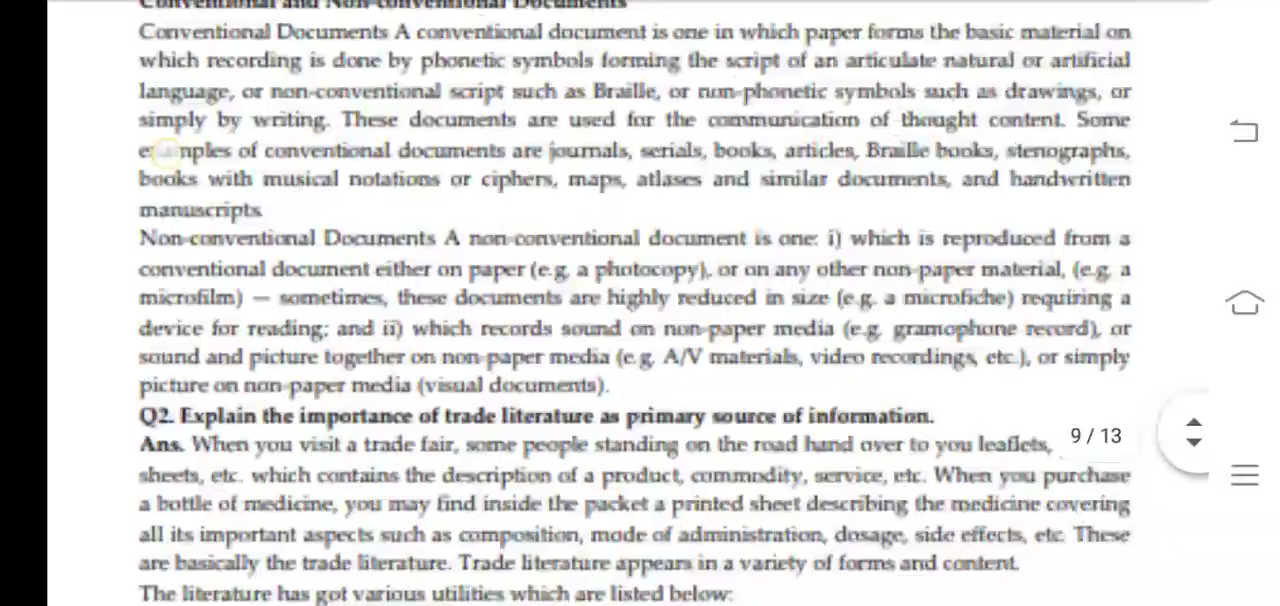 Conventional and Non-conventional Documents
Conventional Documents A conventional document is one in which paper forms the basic material on
which recording is done by phonetic symbols forming the script of an articulate natural or artificial
language, or non-conventional script such as Braille, or non-phonetic symbols such as drawings, or
simply by writing. These documents are used for the communication of thought content. Some
examples of conventional documents are journals, serials, books, articles, Braille books, stenographs,
books with musical notations or ciphers, maps, atlases and similar documents, and handwritten
manuscripts.
Non-conventional Documents A non-conventional document is one: i) which is reproduced from a
conventional document either on paper (e.g. a photocopy), or on any other non-paper material, (e.g. a
microfilm) — sometimes, these documents are highly reduced in size (e.g. a microfiche) requiring a
device for reading; and ii) which records sound on non-paper media (e.g. gramophone record), or
sound and picture together on non-paper media (e.g. A/V materials, video recordings, etc.), or simply
picture on non-paper media (visual documents).
Q2. Explain the importance of trade literature as primary source of information.
Ans. When you visit a trade fair, some people standing on the road hand over to you leaflets,
9 / 13
sheets, etc. which contains the description of a product, commodity, service, etc. When you purchase
a bottle of medicine, you may find inside the packet a printed sheet describing the medicine covering
all its important aspects such as composition, mode of administration, dosage, side effects, etc. These
are basically the trade literature. Trade literature appears in a variety of forms and content.
The literature has got various utilities which are listed below: